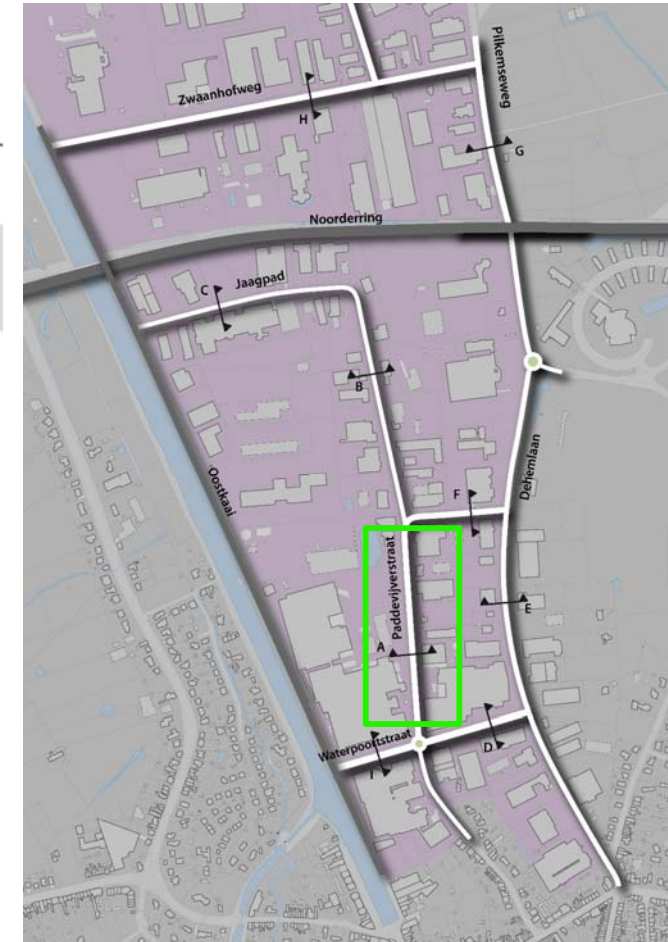 Pilkemseweg
Zwaanhofweg
H
G
Noorderring
C
Jaagpad
B
Oostkaai
F
Dehemlaan
Paddevijverstraat
E
A
Waterpoortstraat
D
I